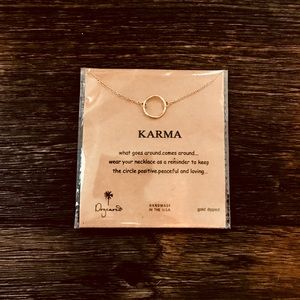 KARMA
what goes around.comes around...
wear your necklace as a reminder to keep
the circle positive.peaceful and loving...
Dogeared
HANDMADE
IN THE U.S.A
gold dipped